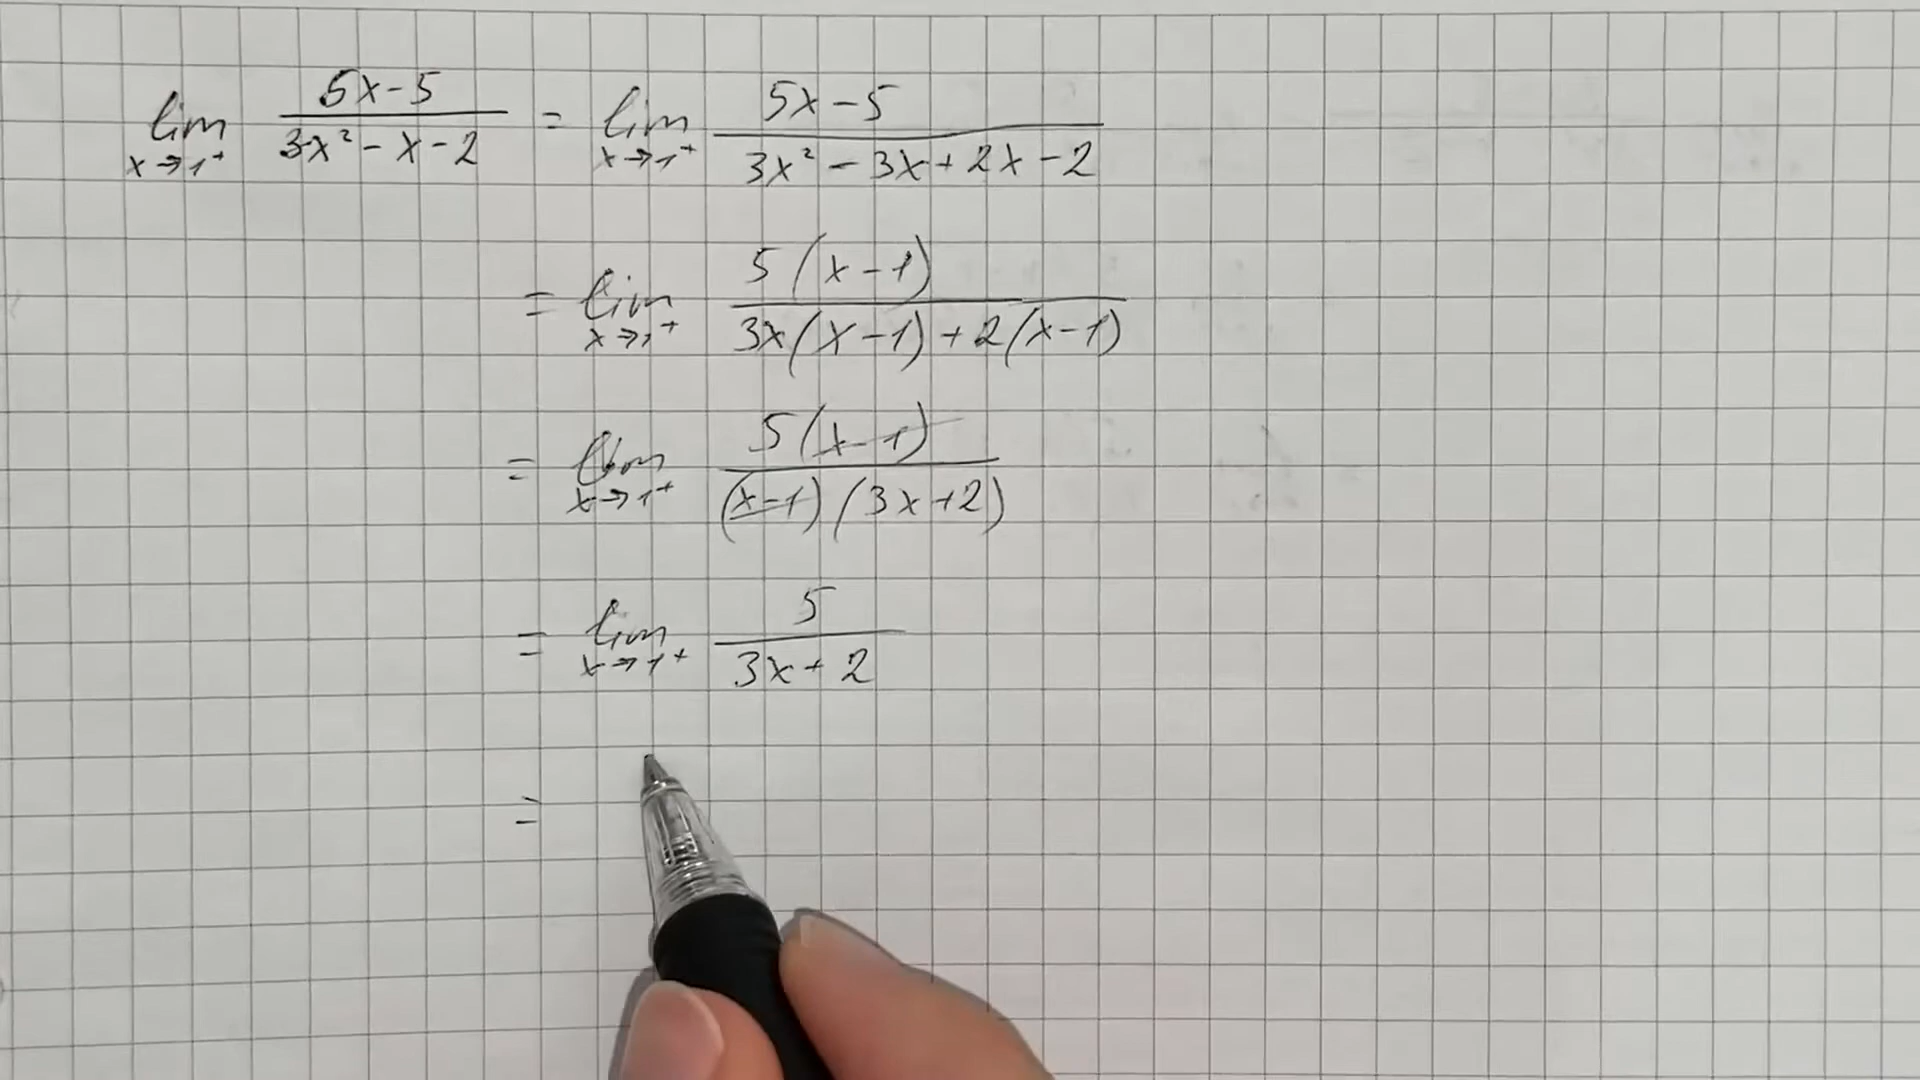 lim x→1⁺ (5x-5)/(3x²-x-2) = lim x→1⁺ (5x-5)/(3x²-3x+2x-2)
= lim x→1⁺ 5(x-1)/(3x(x-1)+2(x-1))
= lim x→1⁺ 5(x-1)/((x-1)(3x+2))
= lim x→1⁺ 5/(3x+2)
=